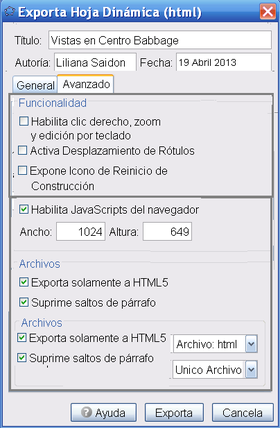 Exporta Hoja Dinámica (html)
Título: Vistas en Centro Babbage
Autoría: Liliana Saidon Fecha: 19 Abril 2013
General Avanzado
Funcionalidad
Habilita clic derecho, zoom
y edición por teclado
Activa Desplazamiento de Rótulos
Expone Icono de Reinicio de
Construcción
Habilita JavaScripts del navegador
Ancho: 1024 Altura: 649
Archivos
Exporta solamente a HTML5
Suprime saltos de párrafo
Archivos
Exporta solamente a HTML5 Archivo: html
Suprime saltos de párrafo
Unico Archivo
? Ayuda Exporta Cancela